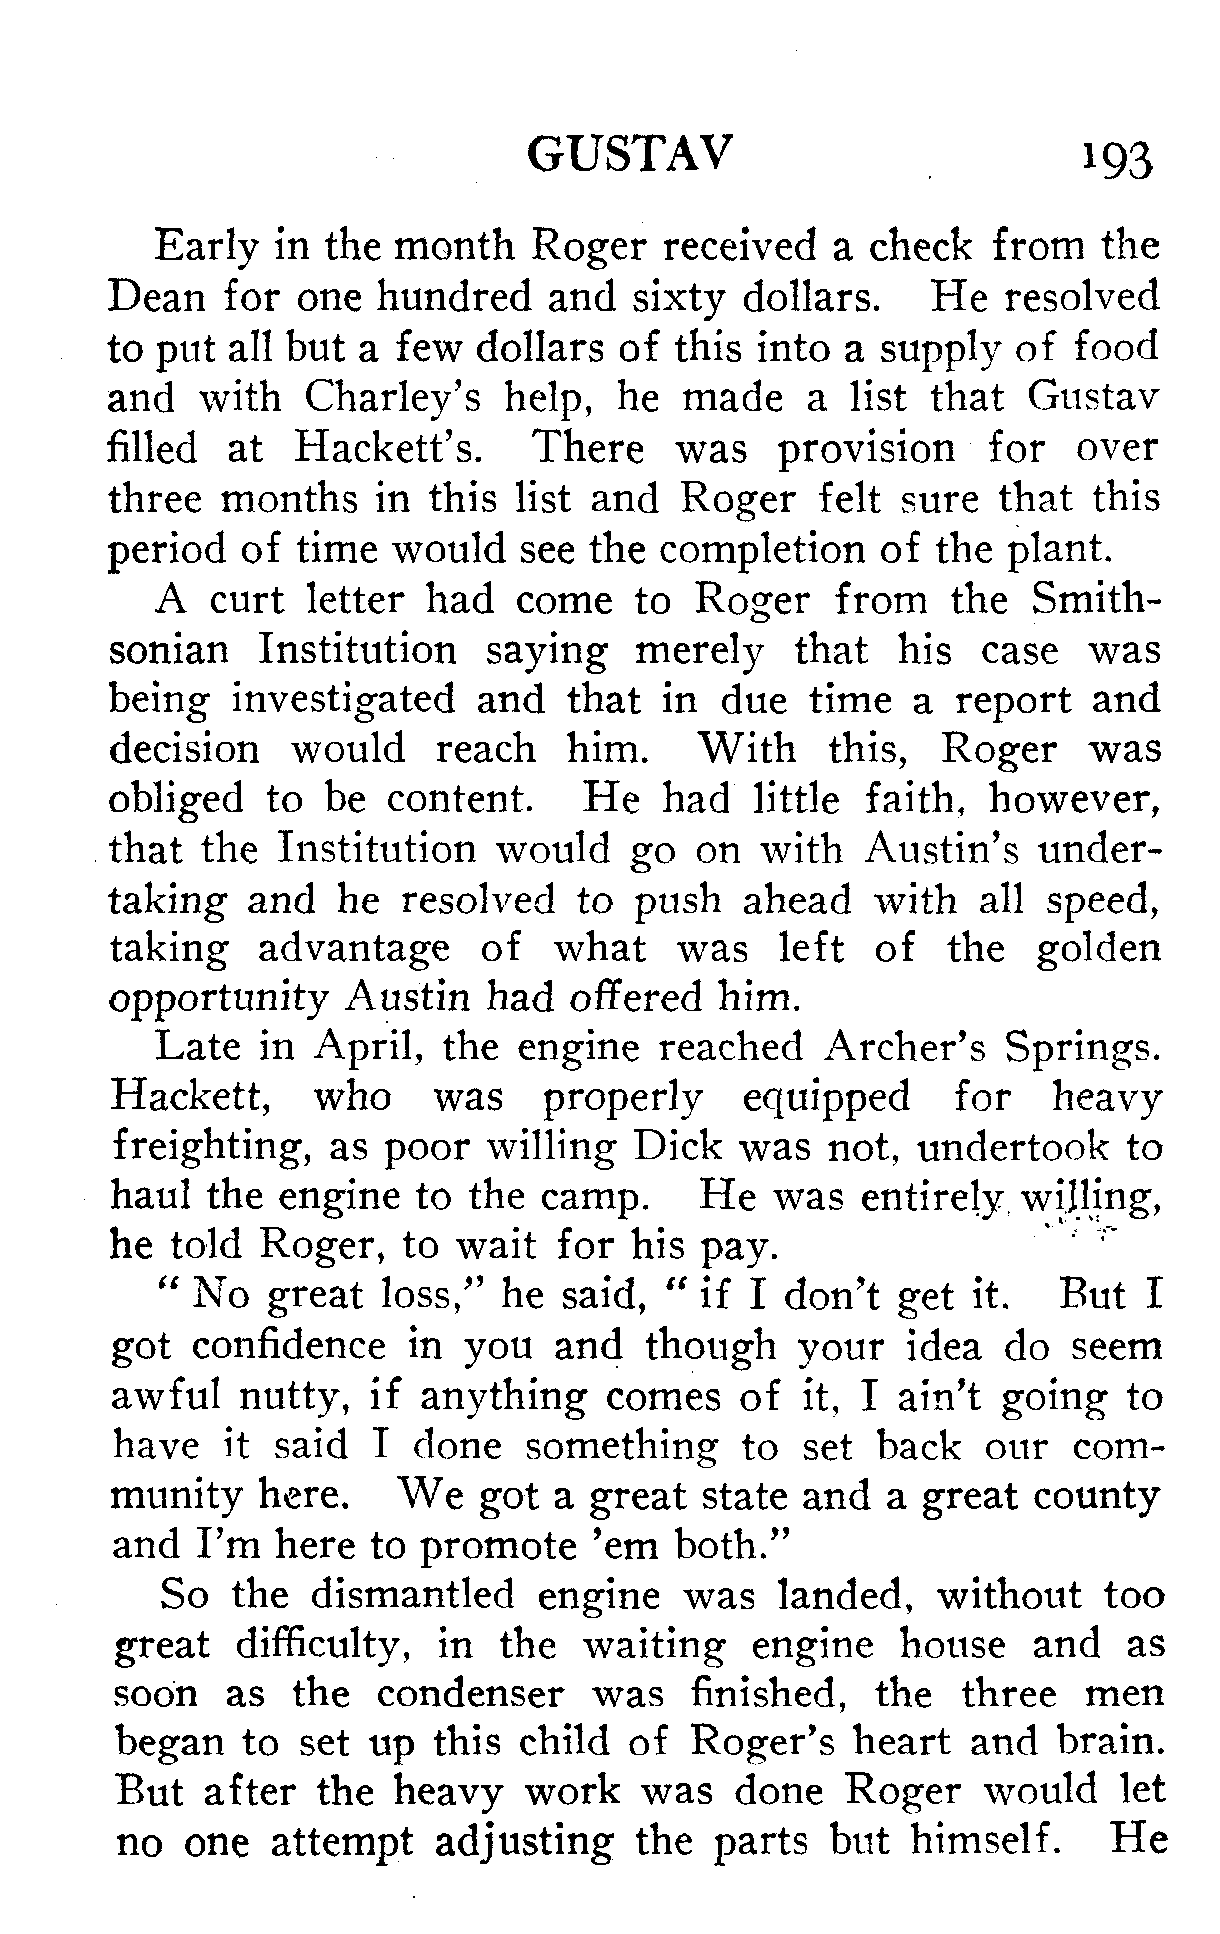 GUSTAV 193
Early in the month Roger received a check from the
Dean for one hundred and sixty dollars. He resolved
to put all but a few dollars of this into a supply of food
and with Charley's help, he made a list that Gustav
filled at Hackett's. There was provision for over
three months in this list and Roger felt sure that this
period of time would see the completion of the plant.
A curt letter had come to Roger from the Smith-
sonian Institution saying merely that his case was
being investigated and that in due time a report and
decision would reach him. With this, Roger was
obliged to be content. He had little faith, however,
that the Institution would go on with Austin's under-
taking and he resolved to push ahead with all speed,
taking advantage of what was left of the golden
opportunity Austin had offered him.
Late in April, the engine reached Archer's Springs.
Hackett, who was properly equipped for heavy
freighting, as poor willing Dick was not, undertook to
haul the engine to the camp. He was entirely willing,
he told Roger, to wait for his pay.
" No great loss," he said, " if I don't get it. But I
got confidence in you and though your idea do seem
awful nutty, if anything comes of it, I ain't going to
have it said I done something to set back our com-
munity here. We got a great state and a great county
and I'm here to promote 'em both."
So the dismantled engine was landed, without too
great difficulty, in the waiting engine house and as
soon as the condenser was finished, the three men
began to set up this child of Roger's heart and brain.
But after the heavy work was done Roger would let
no one attempt adjusting the parts but himself. He